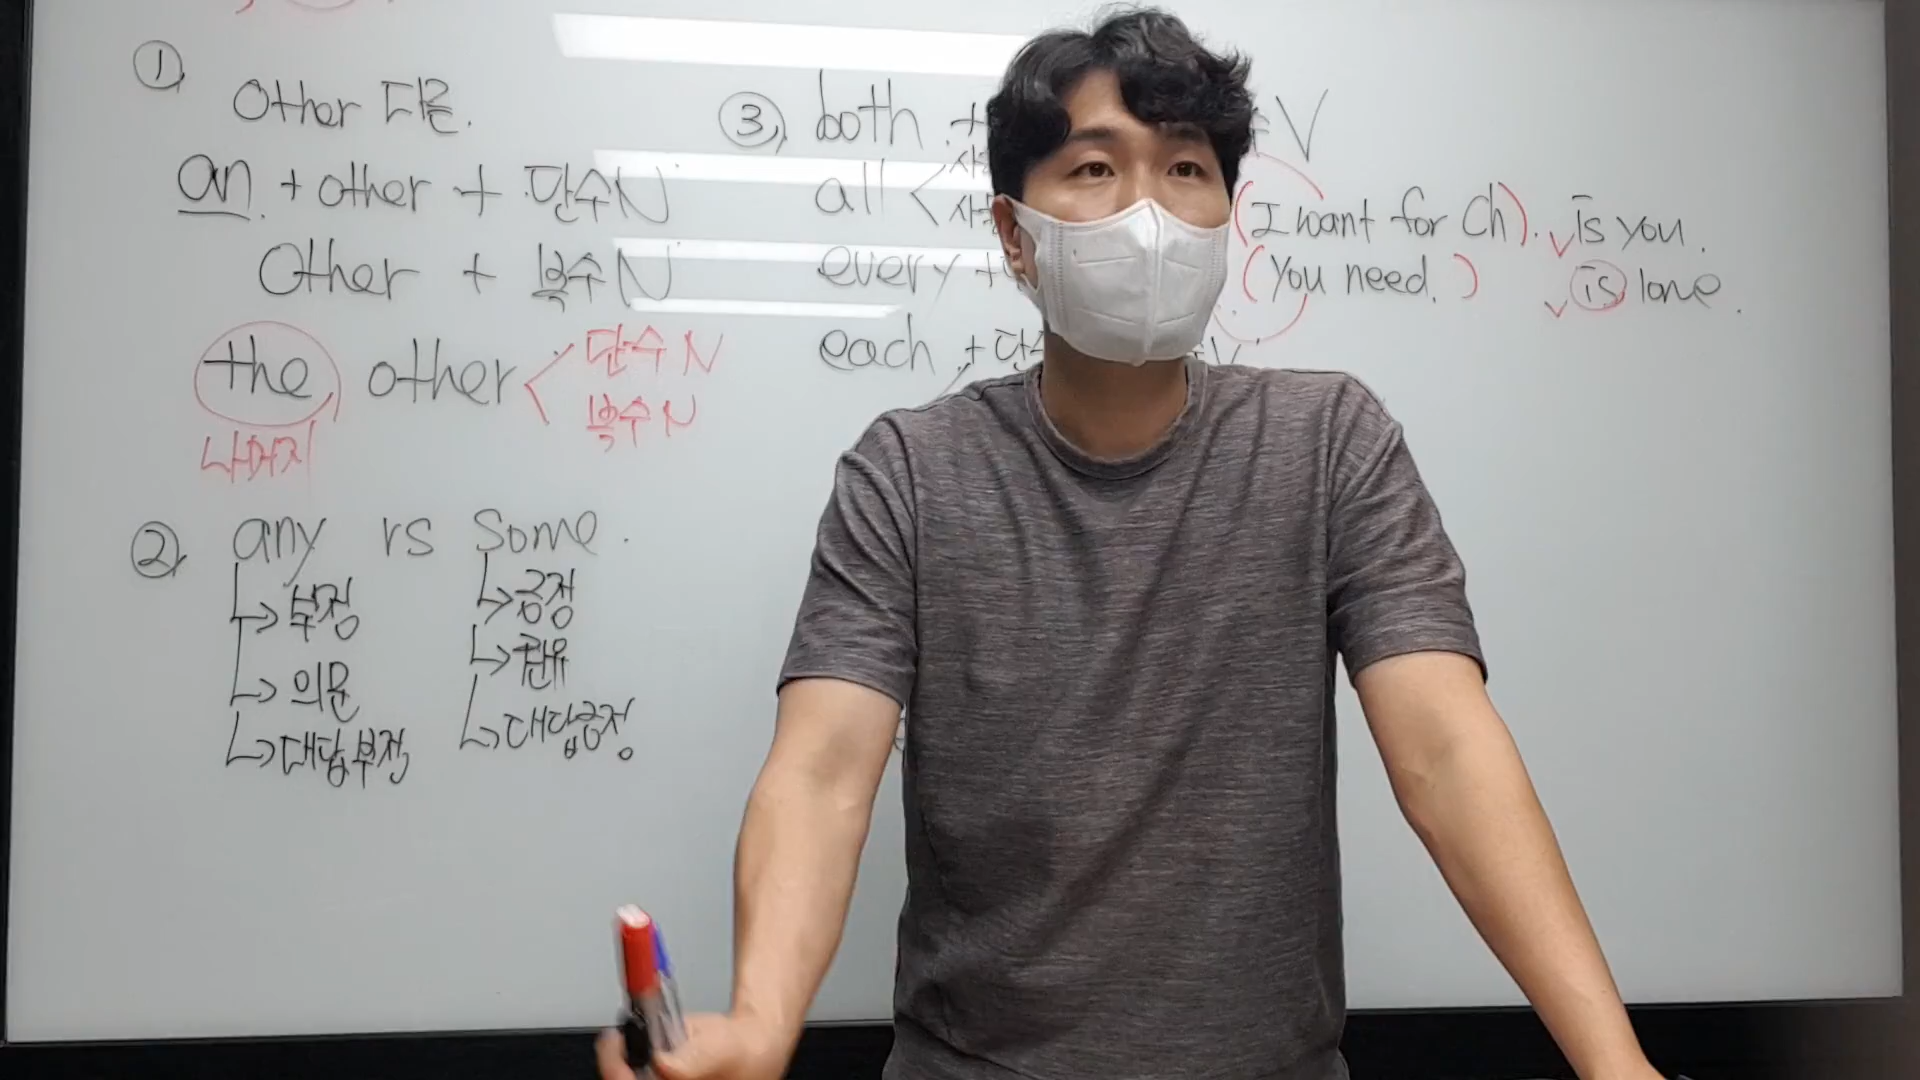 ① other 다른.
an + other + 단수N
other + 복수N
the other < 단수 N
복수 N
나머지
② any vs some.
↳ 부정 ↳ 긍정
↳ 의문 ↳ 권유
↳ 대답부정 ↳ 대답긍정
③ both + + V
all < (I want for Ch). is you.
every + (You need.) is love.
each + 단 V